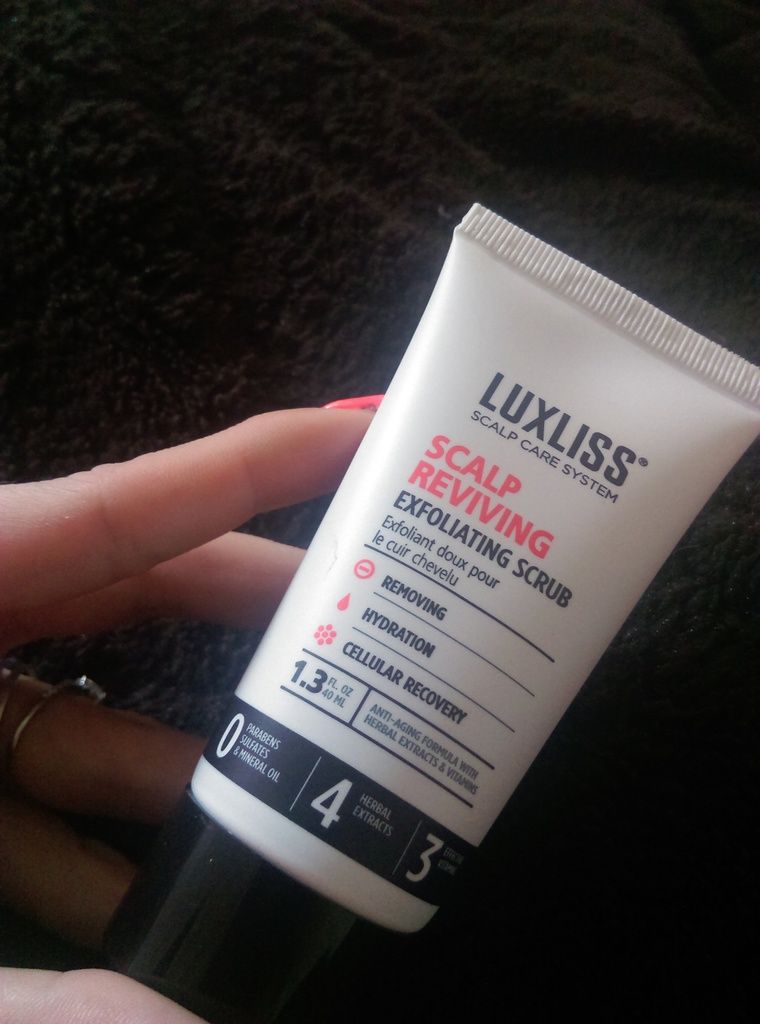 LUXLISS®
SCALP CARE SYSTEM
SCALP
REVIVING
EXFOLIATING SCRUB
Exfoliant doux pour
le cuir chevelu
REMOVING
HYDRATION
CELLULAR RECOVERY
1.3 FL. OZ
40 ML
ANTI-AGING FORMULA WITH
HERBAL EXTRACTS & VITAMINS
0 PARABENS
SULFATES
& MINERAL OIL
4 HERBAL
EXTRACTS
3